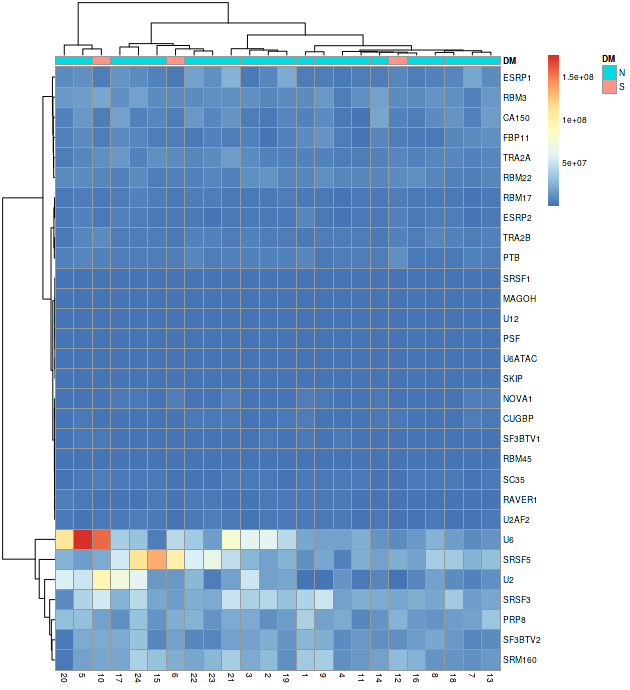 DM
DM
N
S
1.5e+08
1e+08
5e+07
ESRP1
RBM3
CA150
FBP11
TRA2A
RBM22
RBM17
ESRP2
TRA2B
PTB
SRSF1
MAGOH
U12
PSF
U6ATAC
SKIP
NOVA1
CUGBP
SF3BTV1
RBM45
SC35
RAVER1
U2AF2
U6
SRSF5
U2
SRSF3
PRP8
SF3BTV2
SRM160
20 5 10 17 24 15 6 22 23 21 3 2 19 1 9 4 11 14 12 16 8 18 7 13